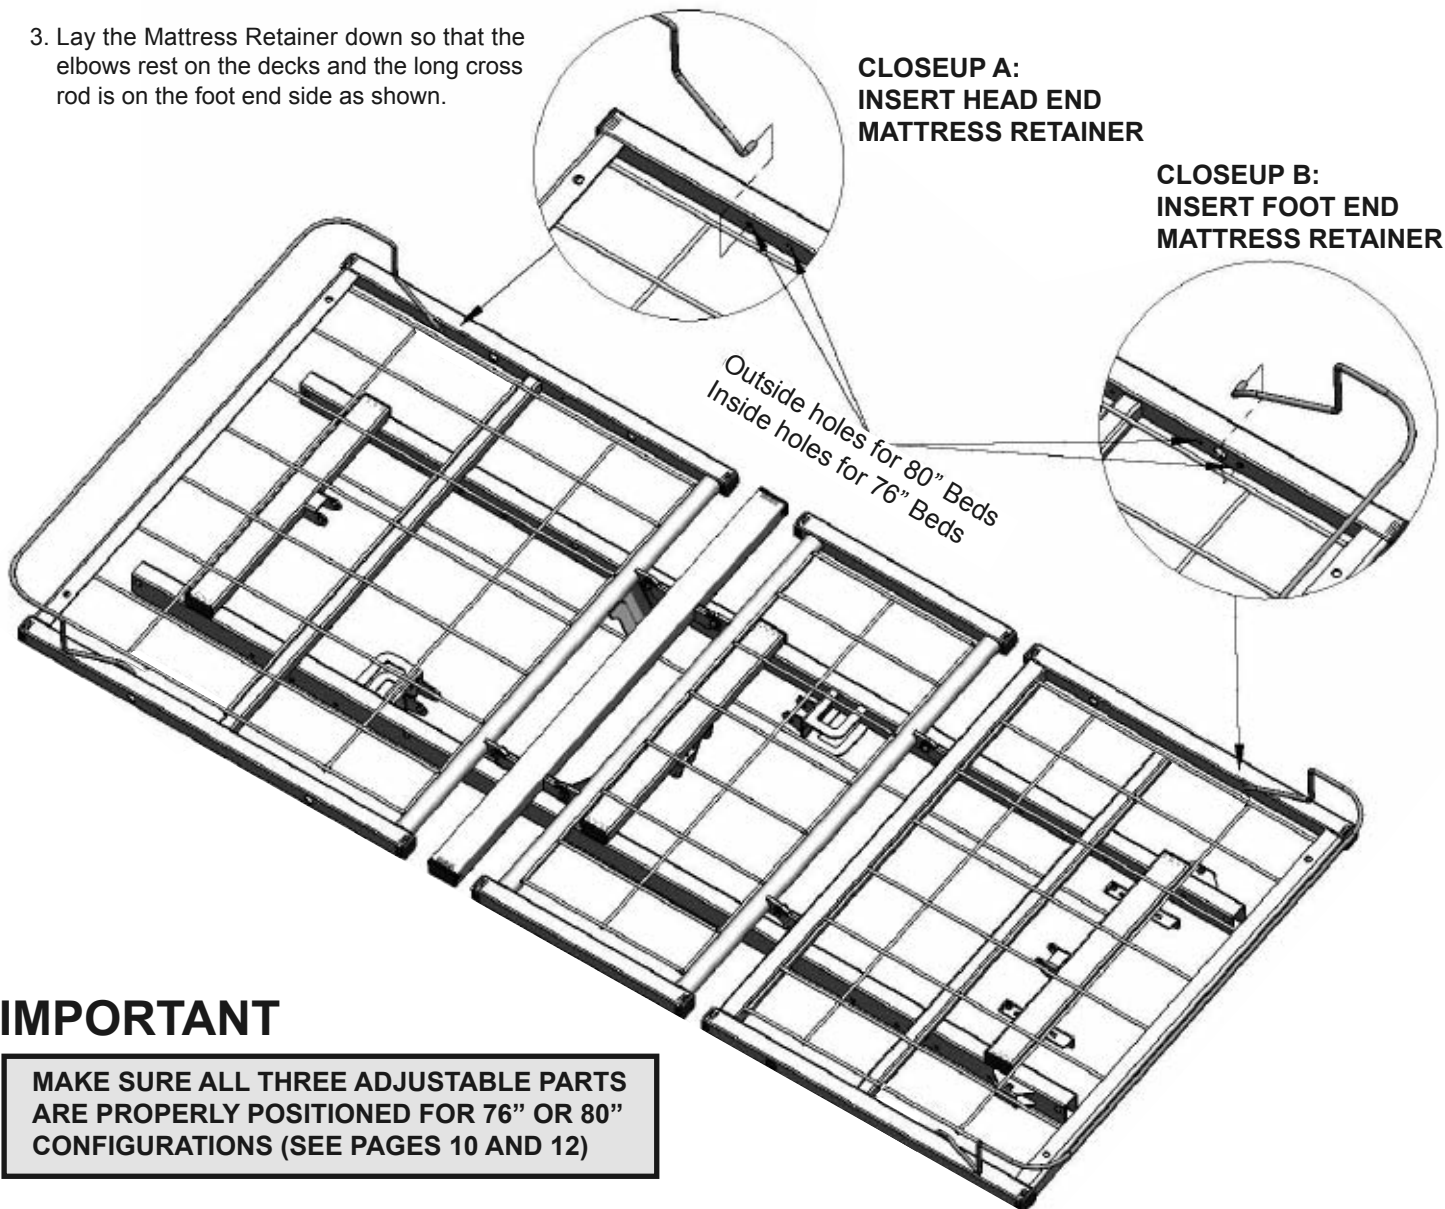 3. Lay the Mattress Retainer down so that the
elbows rest on the decks and the long cross
rod is on the foot end side as shown.
CLOSEUP A:
INSERT HEAD END
MATTRESS RETAINER
CLOSEUP B:
INSERT FOOT END
MATTRESS RETAINER
Outside holes for 80” Beds
Inside holes for 76” Beds
IMPORTANT
MAKE SURE ALL THREE ADJUSTABLE PARTS
ARE PROPERLY POSITIONED FOR 76” OR 80”
CONFIGURATIONS (SEE PAGES 10 AND 12)